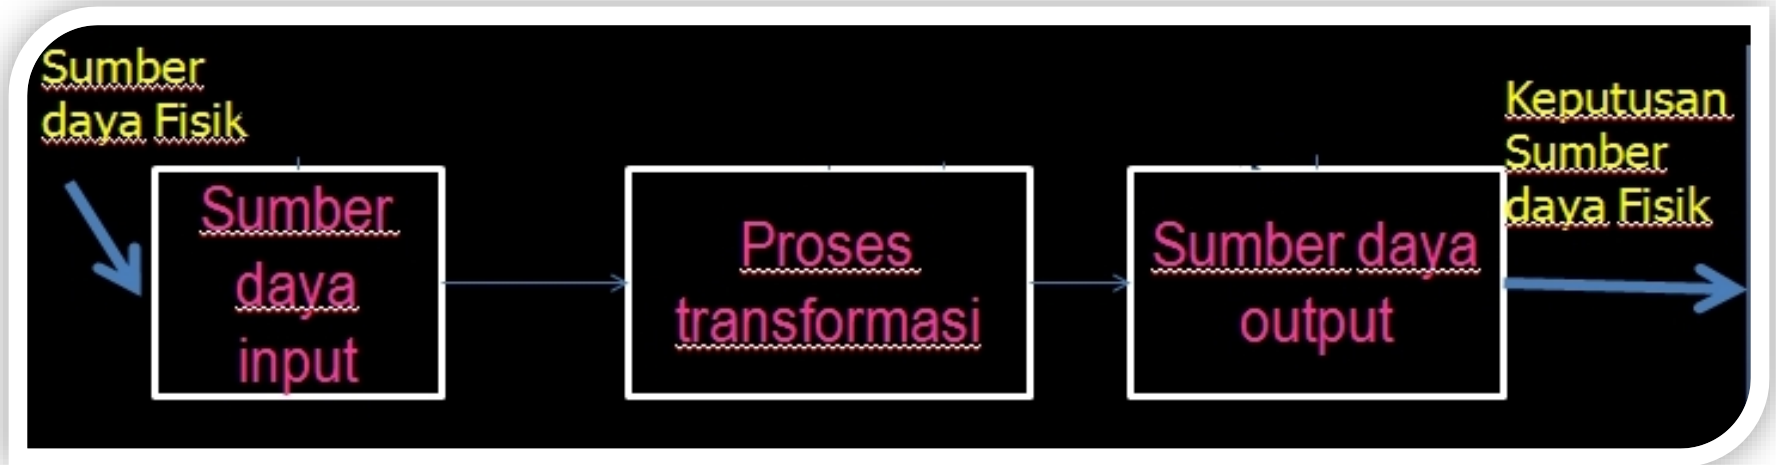 Sumber
daya Fisik
Sumber
daya
input
Proses
transformasi
Sumber daya
output
Keputusan
Sumber
daya Fisik